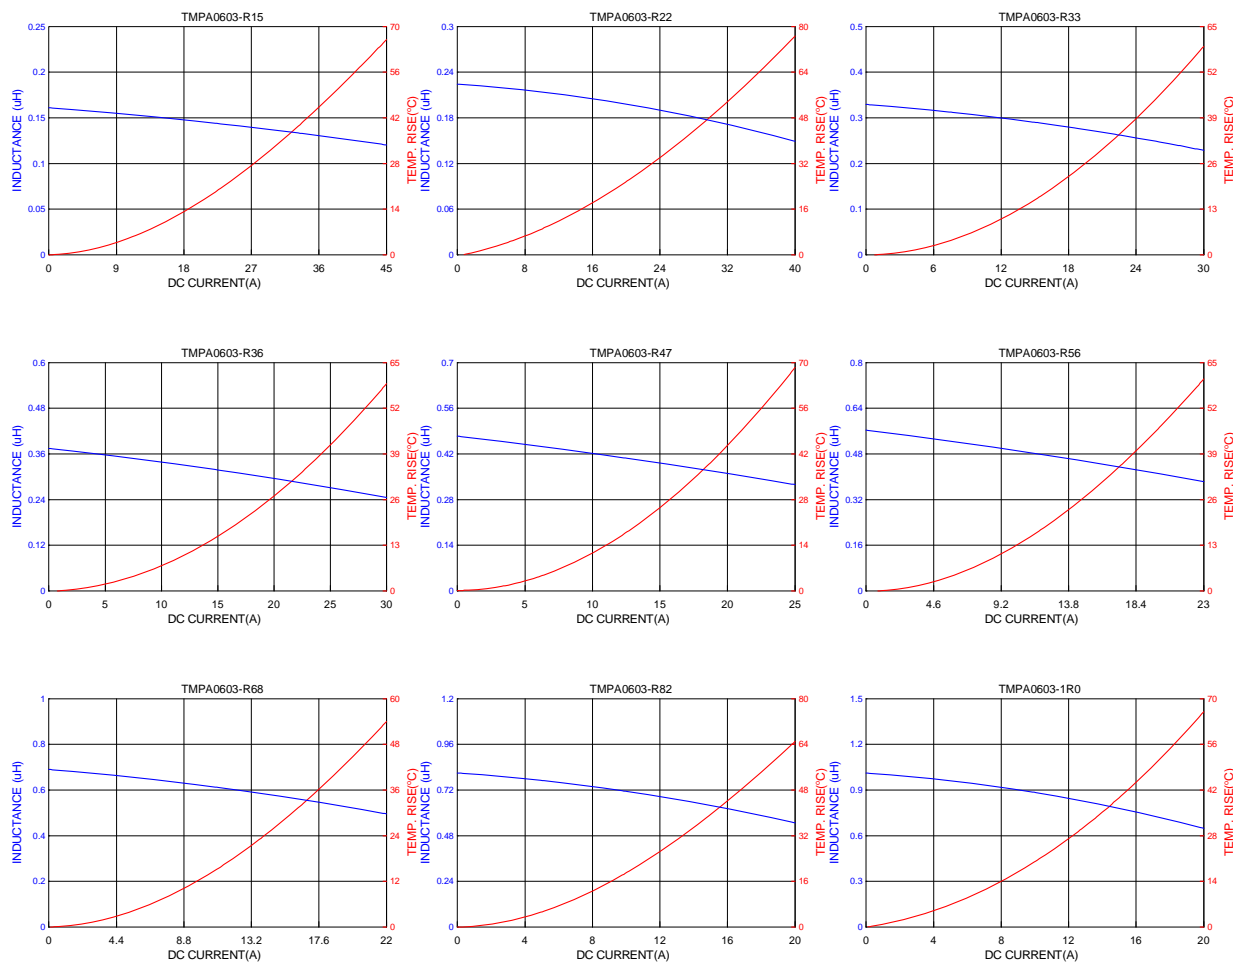 TMPA0603-R15 TMPA0603-R22 TMPA0603-R33
0.25 70 0.3 80 0.5 65
0.2 56 0.24 64 0.4 52
0.15 42 0.18 48 0.3 39
0.1 28 0.12 32 0.2 26
0.05 14 0.06 16 0.1 13
0 0 0 0 0 0
INDUCTANCE (uH) TEMP. RISE(°C) INDUCTANCE (uH) TEMP. RISE(°C) INDUCTANCE (uH) TEMP. RISE(°C)
0 9 18 27 36 45 0 8 16 24 32 40 0 6 12 18 24 30
DC CURRENT(A) DC CURRENT(A) DC CURRENT(A)
TMPA0603-R36 TMPA0603-R47 TMPA0603-R56
0.6 65 0.7 70 0.8 65
0.48 52 0.56 56 0.64 52
0.36 39 0.42 42 0.48 39
0.24 26 0.28 28 0.32 26
0.12 13 0.14 14 0.16 13
0 0 0 0 0 0
INDUCTANCE (uH) TEMP. RISE(°C) INDUCTANCE (uH) TEMP. RISE(°C) INDUCTANCE (uH) TEMP. RISE(°C)
0 5 10 15 20 25 30 0 5 10 15 20 25 0 4.6 9.2 13.8 18.4 23
DC CURRENT(A) DC CURRENT(A) DC CURRENT(A)
TMPA0603-R68 TMPA0603-R82 TMPA0603-1R0
1 60 1.2 80 1.5 70
0.8 48 0.96 64 1.2 56
0.6 36 0.72 48 0.9 42
0.4 24 0.48 32 0.6 28
0.2 12 0.24 16 0.3 14
0 0 0 0 0 0
INDUCTANCE (uH) TEMP. RISE(°C) INDUCTANCE (uH) TEMP. RISE(°C) INDUCTANCE (uH) TEMP. RISE(°C)
0 4.4 8.8 13.2 17.6 22 0 4 8 12 16 20 0 4 8 12 16 20
DC CURRENT(A) DC CURRENT(A) DC CURRENT(A)